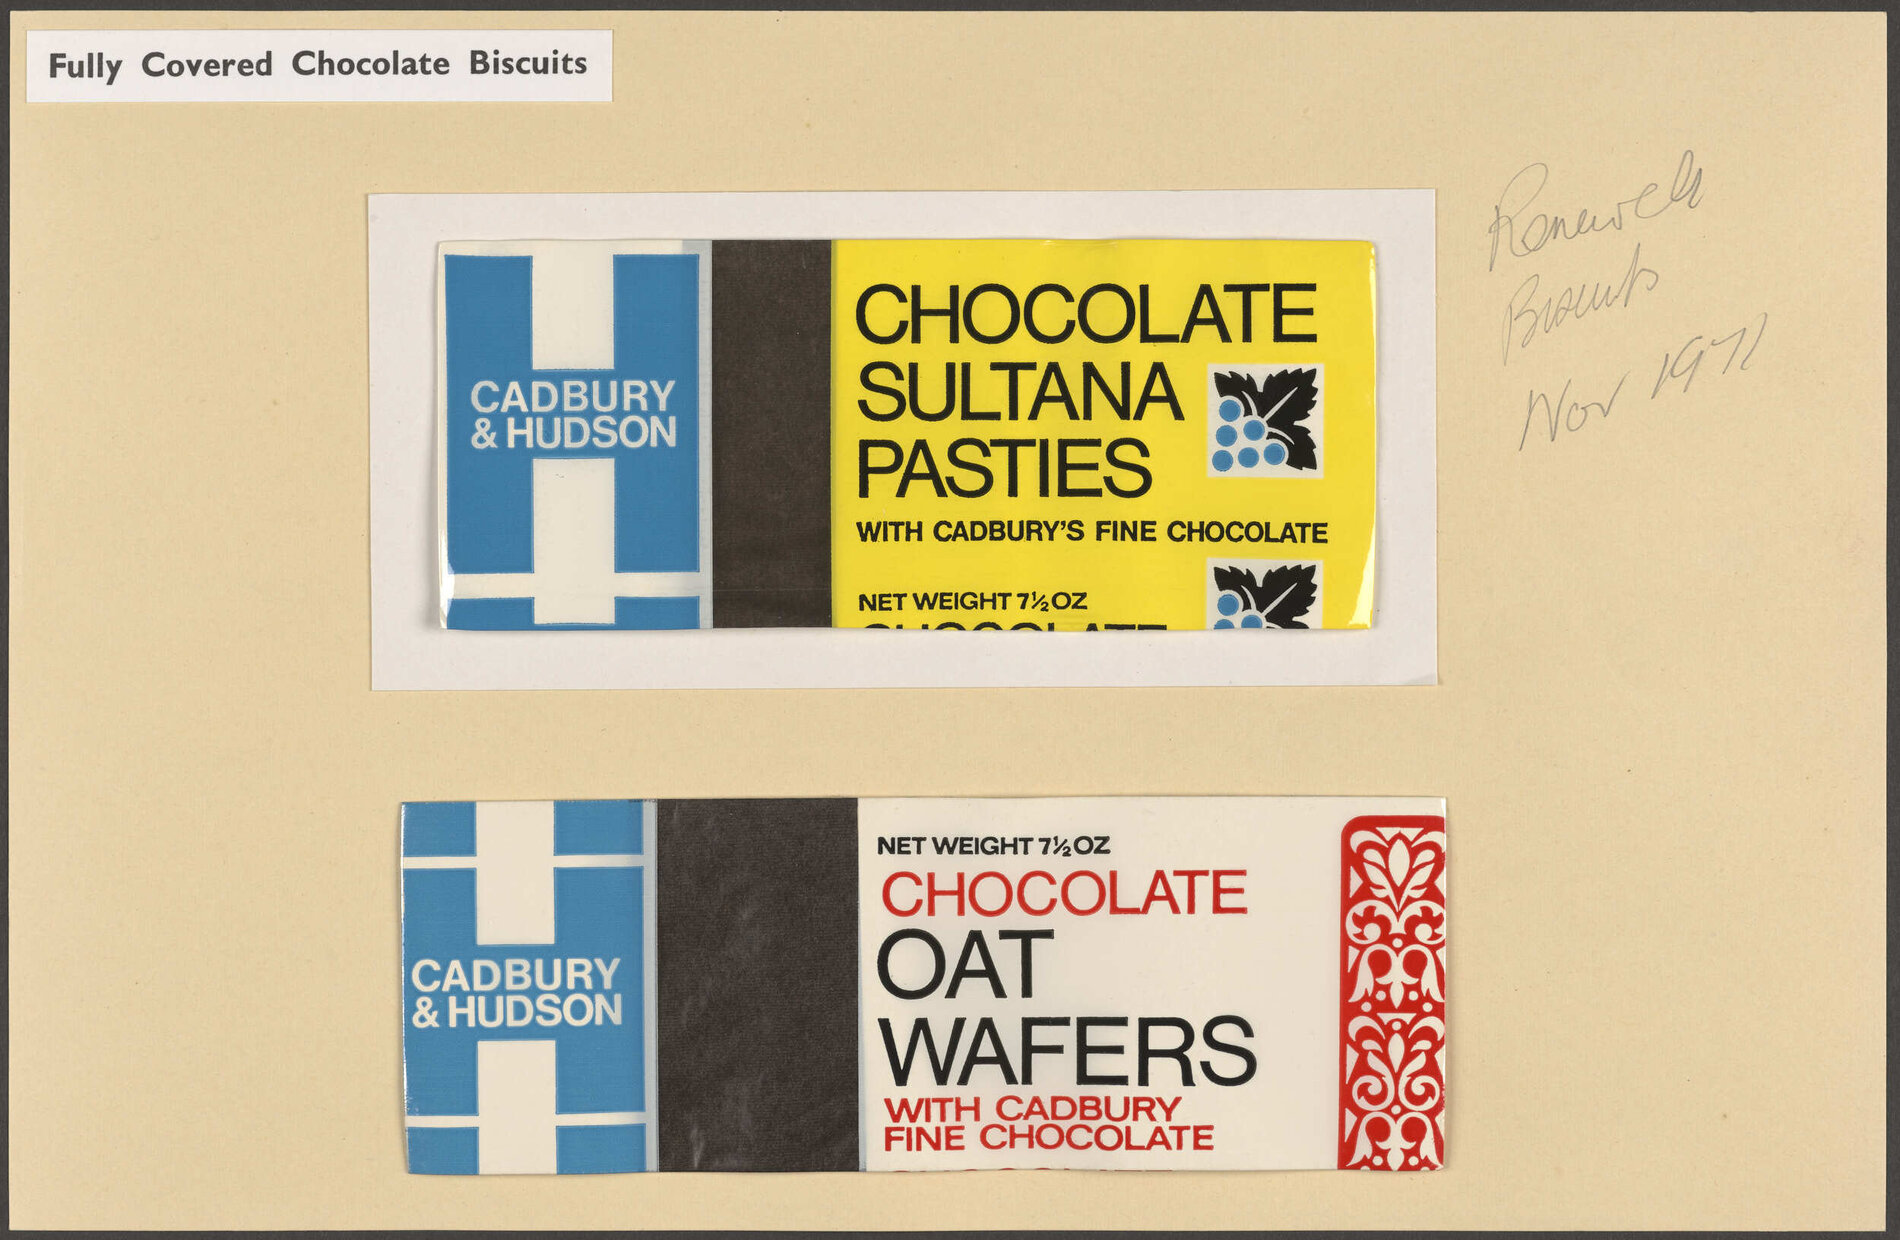 Fully Covered Chocolate Biscuits
CADBURY
& HUDSON
CHOCOLATE
SULTANA
PASTIES
WITH CADBURY'S FINE CHOCOLATE
NET WEIGHT 7½OZ
CHOCOLATE
Biscuits
Nov 1971
CADBURY
& HUDSON
NET WEIGHT 7½OZ
CHOCOLATE
OAT
WAFERS
WITH CADBURY
FINE CHOCOLATE